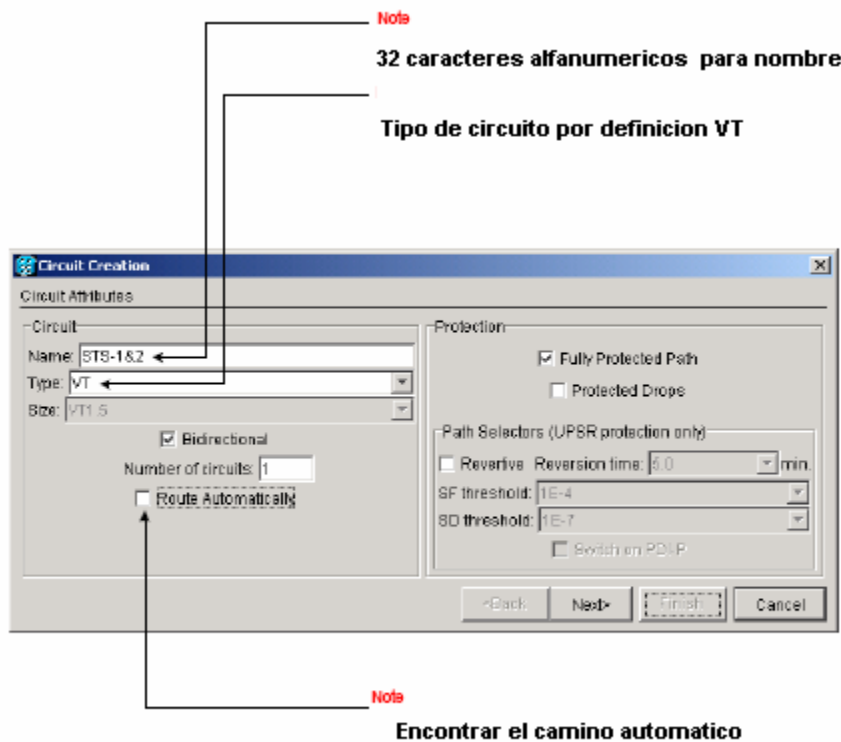 Note
32 caracteres alfanumericos para nombre
Tipo de circuito por definicion VT
Circuit Creation
Circuit Attributes
Circuit
Name: STS-1&2
Type: VT
Size: VT1.5
Bidirectional
Number of circuits: 1
Route Automatically
Protection
Fully Protected Path
Protected Drops
Path Selectors (UPSR protection only)
Revertive Reversion time: 5.0 min.
SF threshold: 1E-4
SD threshold: 1E-7
Switch on PDI-P
<Back Next> Finish Cancel
Note
Encontrar el camino automatico